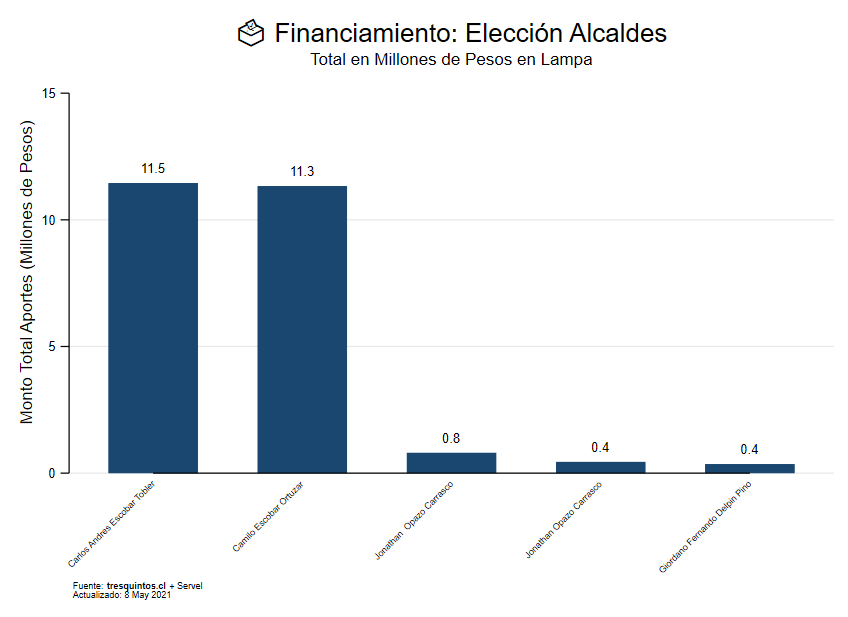 🗳 Financiamiento: Elección Alcaldes
Total en Millones de Pesos en Lampa
Monto Total Aportes (Millones de Pesos)
15
10
5
0
11.5
11.3
0.8
0.4
0.4
Carlos Andres Escobar Tobler
Camilo Escobar Ortuzar
Jonathan  Opazo Carrasco
Jonathan Opazo Carrasco
Giordano Fernando Delpin Pino
Fuente: tresquintos.cl + Servel
Actualizado: 8 May 2021